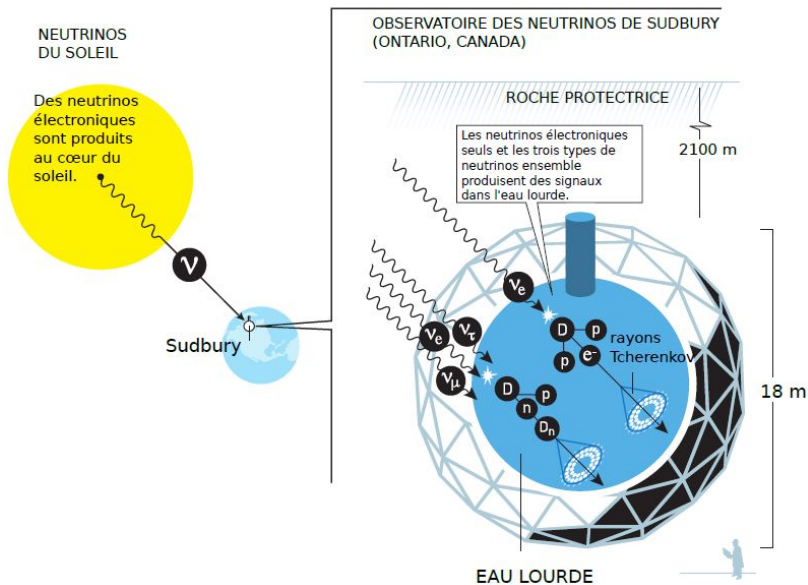 NEUTRINOS
DU SOLEIL
Des neutrinos
électroniques
sont produits
au cœur du
soleil.
ν
Sudbury
OBSERVATOIRE DES NEUTRINOS DE SUDBURY
(ONTARIO, CANADA)
ROCHE PROTECTRICE
2100 m
Les neutrinos électroniques
seuls et les trois types de
neutrinos ensemble
produisent des signaux
dans l'eau lourde.
νe
D p
p e-
rayons
Tcherenkov
νe ντ
νμ
D p
n
Dn
18 m
EAU LOURDE